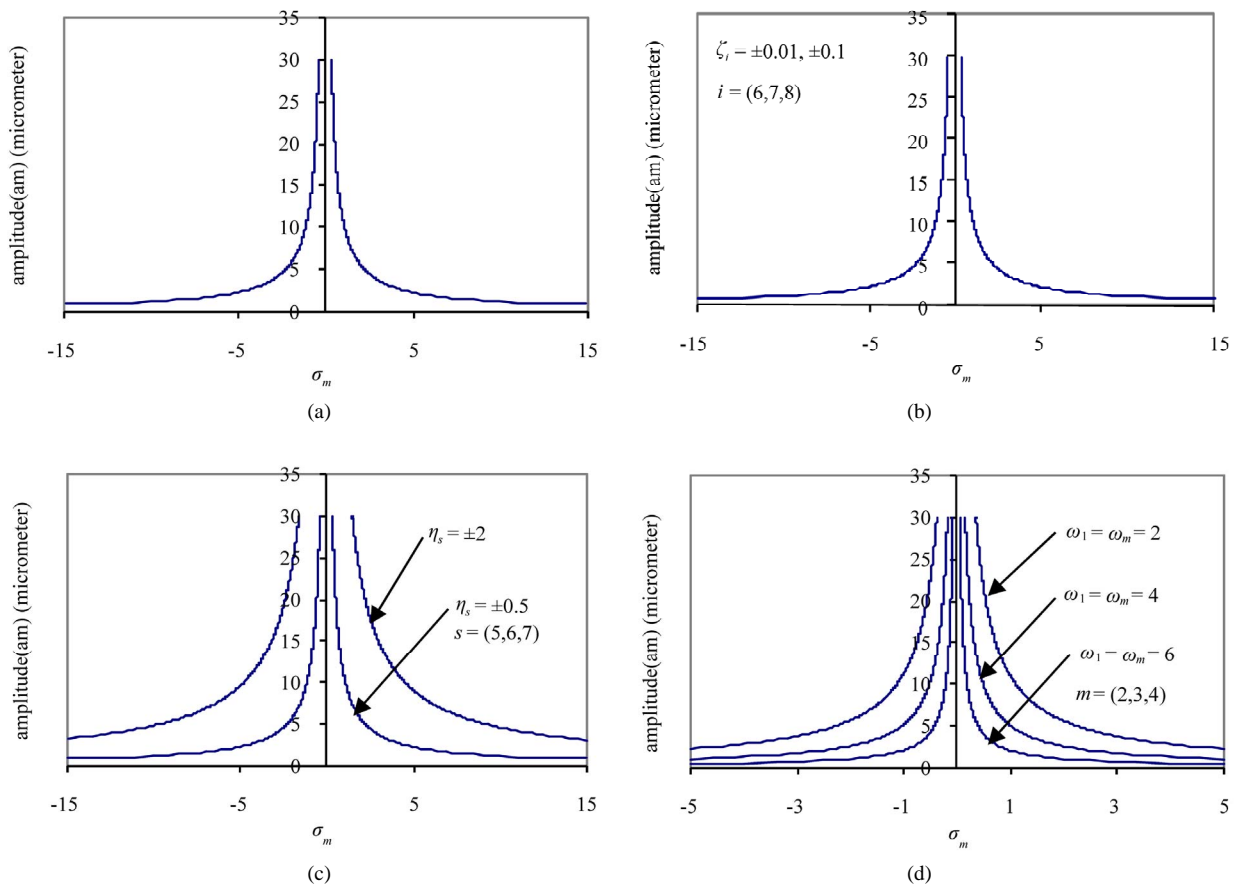 amplitude(am) (micrometer)
35
30
25
20
15
10
5
0
-15
-5
5
15
σm
(a)
amplitude(am) (micrometer)
35
30
25
20
15
10
5
0
ζi – ±0.01, ±0.1
i = (6,7,8)
-15
-5
5
15
σm
(b)
amplitude(am) (micrometer)
35
30
25
20
15
10
5
0
ηs = ±2
ηs = ±0.5
s = (5,6,7)
-15
-5
5
15
σm
(c)
amplitude(am) (micrometer)
35
30
25
20
15
10
5
0
ω1 = ωm = 2
ω1 = ωm = 4
ω1 – ωm – 6
m = (2,3,4)
-5
-3
-1
1
3
5
σm
(d)